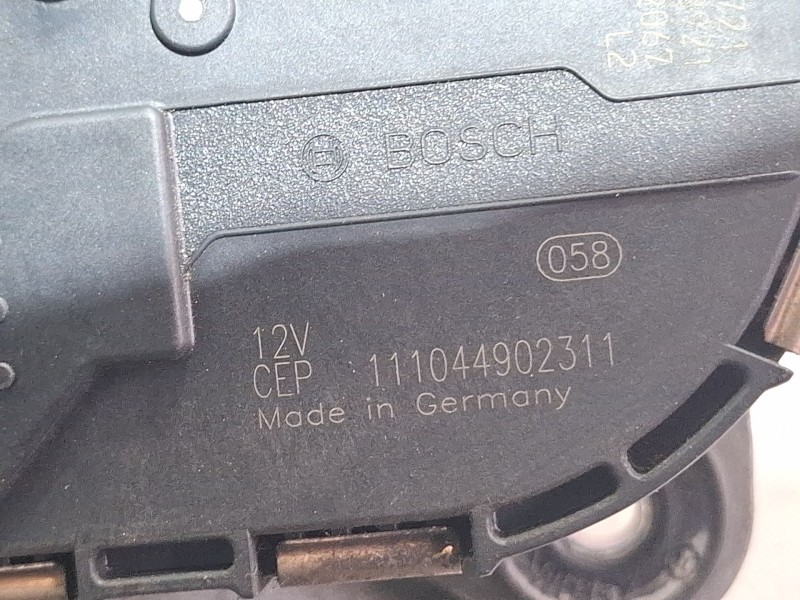 BOSCH
058
12V
CEP 111044902311
Made in Germany